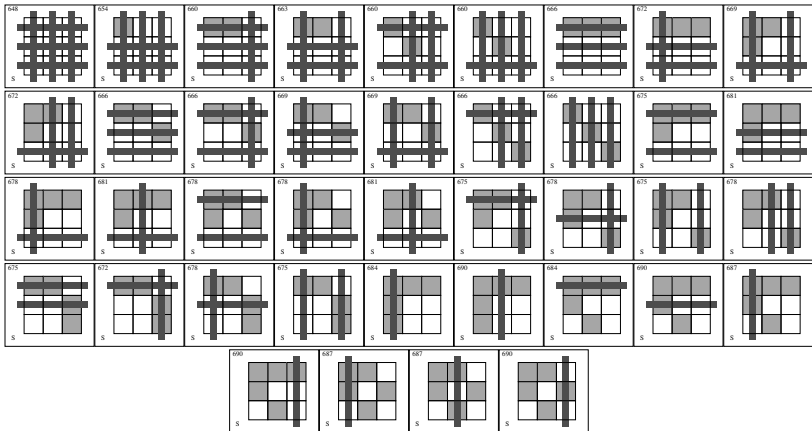 648 654 660 663 660 660 666 672 669
S S S S S S S S S
672 666 666 669 669 666 666 675 681
S S S S S S S S S
678 681 678 678 681 675 678 675 678
S S S S S S S S S
675 672 678 675 684 690 684 690 687
S S S S S S S S S
690 687 687 690
S S S S